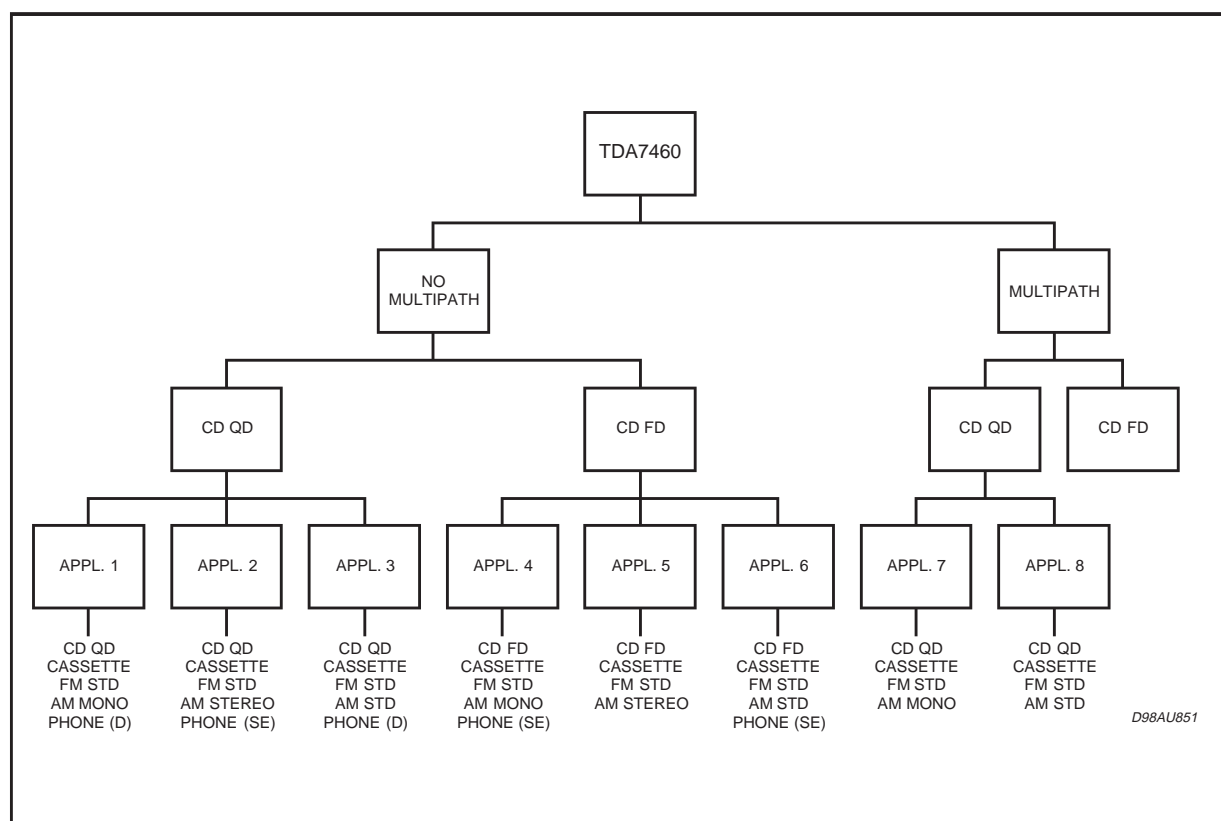 TDA7460
NO
MULTIPATH
MULTIPATH
CD QD
CD FD
CD QD
CD FD
APPL. 1
APPL. 2
APPL. 3
APPL. 4
APPL. 5
APPL. 6
APPL. 7
APPL. 8
CD QD
CASSETTE
FM STD
AM MONO
PHONE (D)
CD QD
CASSETTE
FM STD
AM STEREO
PHONE (SE)
CD QD
CASSETTE
FM STD
AM STD
PHONE (D)
CD FD
CASSETTE
FM STD
AM MONO
PHONE (SE)
CD FD
CASSETTE
FM STD
AM STEREO
CD FD
CASSETTE
FM STD
AM STD
PHONE (SE)
CD QD
CASSETTE
FM STD
AM MONO
CD QD
CASSETTE
FM STD
AM STD
D98AU851